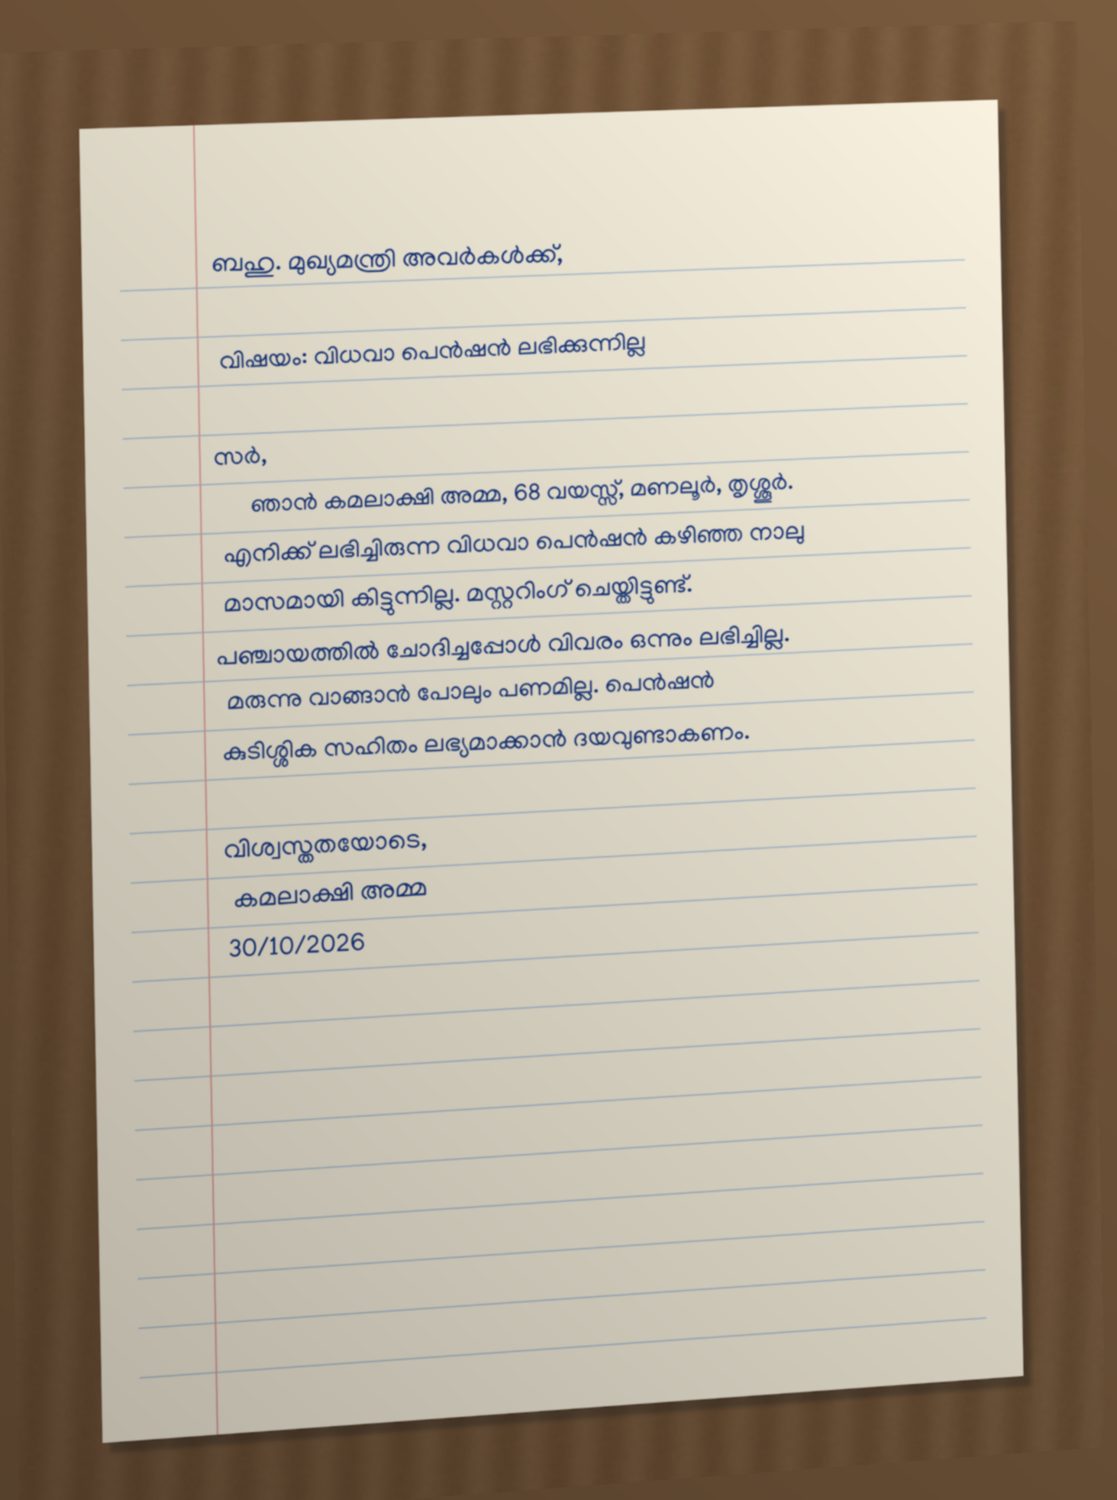 ബഹു. മുഖ്യമന്ത്രി അവർകൾക്ക്,
വിഷയം: വിധവാ പെൻഷൻ ലഭിക്കുന്നില്ല
സർ,
ഞാൻ കമലാക്ഷി അമ്മ, 68 വയസ്സ്, മണലൂർ, തൃശ്ശൂർ.
എനിക്ക് ലഭിച്ചിരുന്ന വിധവാ പെൻഷൻ കഴിഞ്ഞ നാലു
മാസമായി കിട്ടുന്നില്ല. മസ്റ്ററിംഗ് ചെയ്തിട്ടുണ്ട്.
പഞ്ചായത്തിൽ ചോദിച്ചപ്പോൾ വിവരം ഒന്നും ലഭിച്ചില്ല.
മരുന്നു വാങ്ങാൻ പോലും പണമില്ല. പെൻഷൻ
കുടിശ്ശിക സഹിതം ലഭ്യമാക്കാൻ ദയവുണ്ടാകണം.
വിശ്വസ്തതയോടെ,
കമലാക്ഷി അമ്മ
30/10/2026